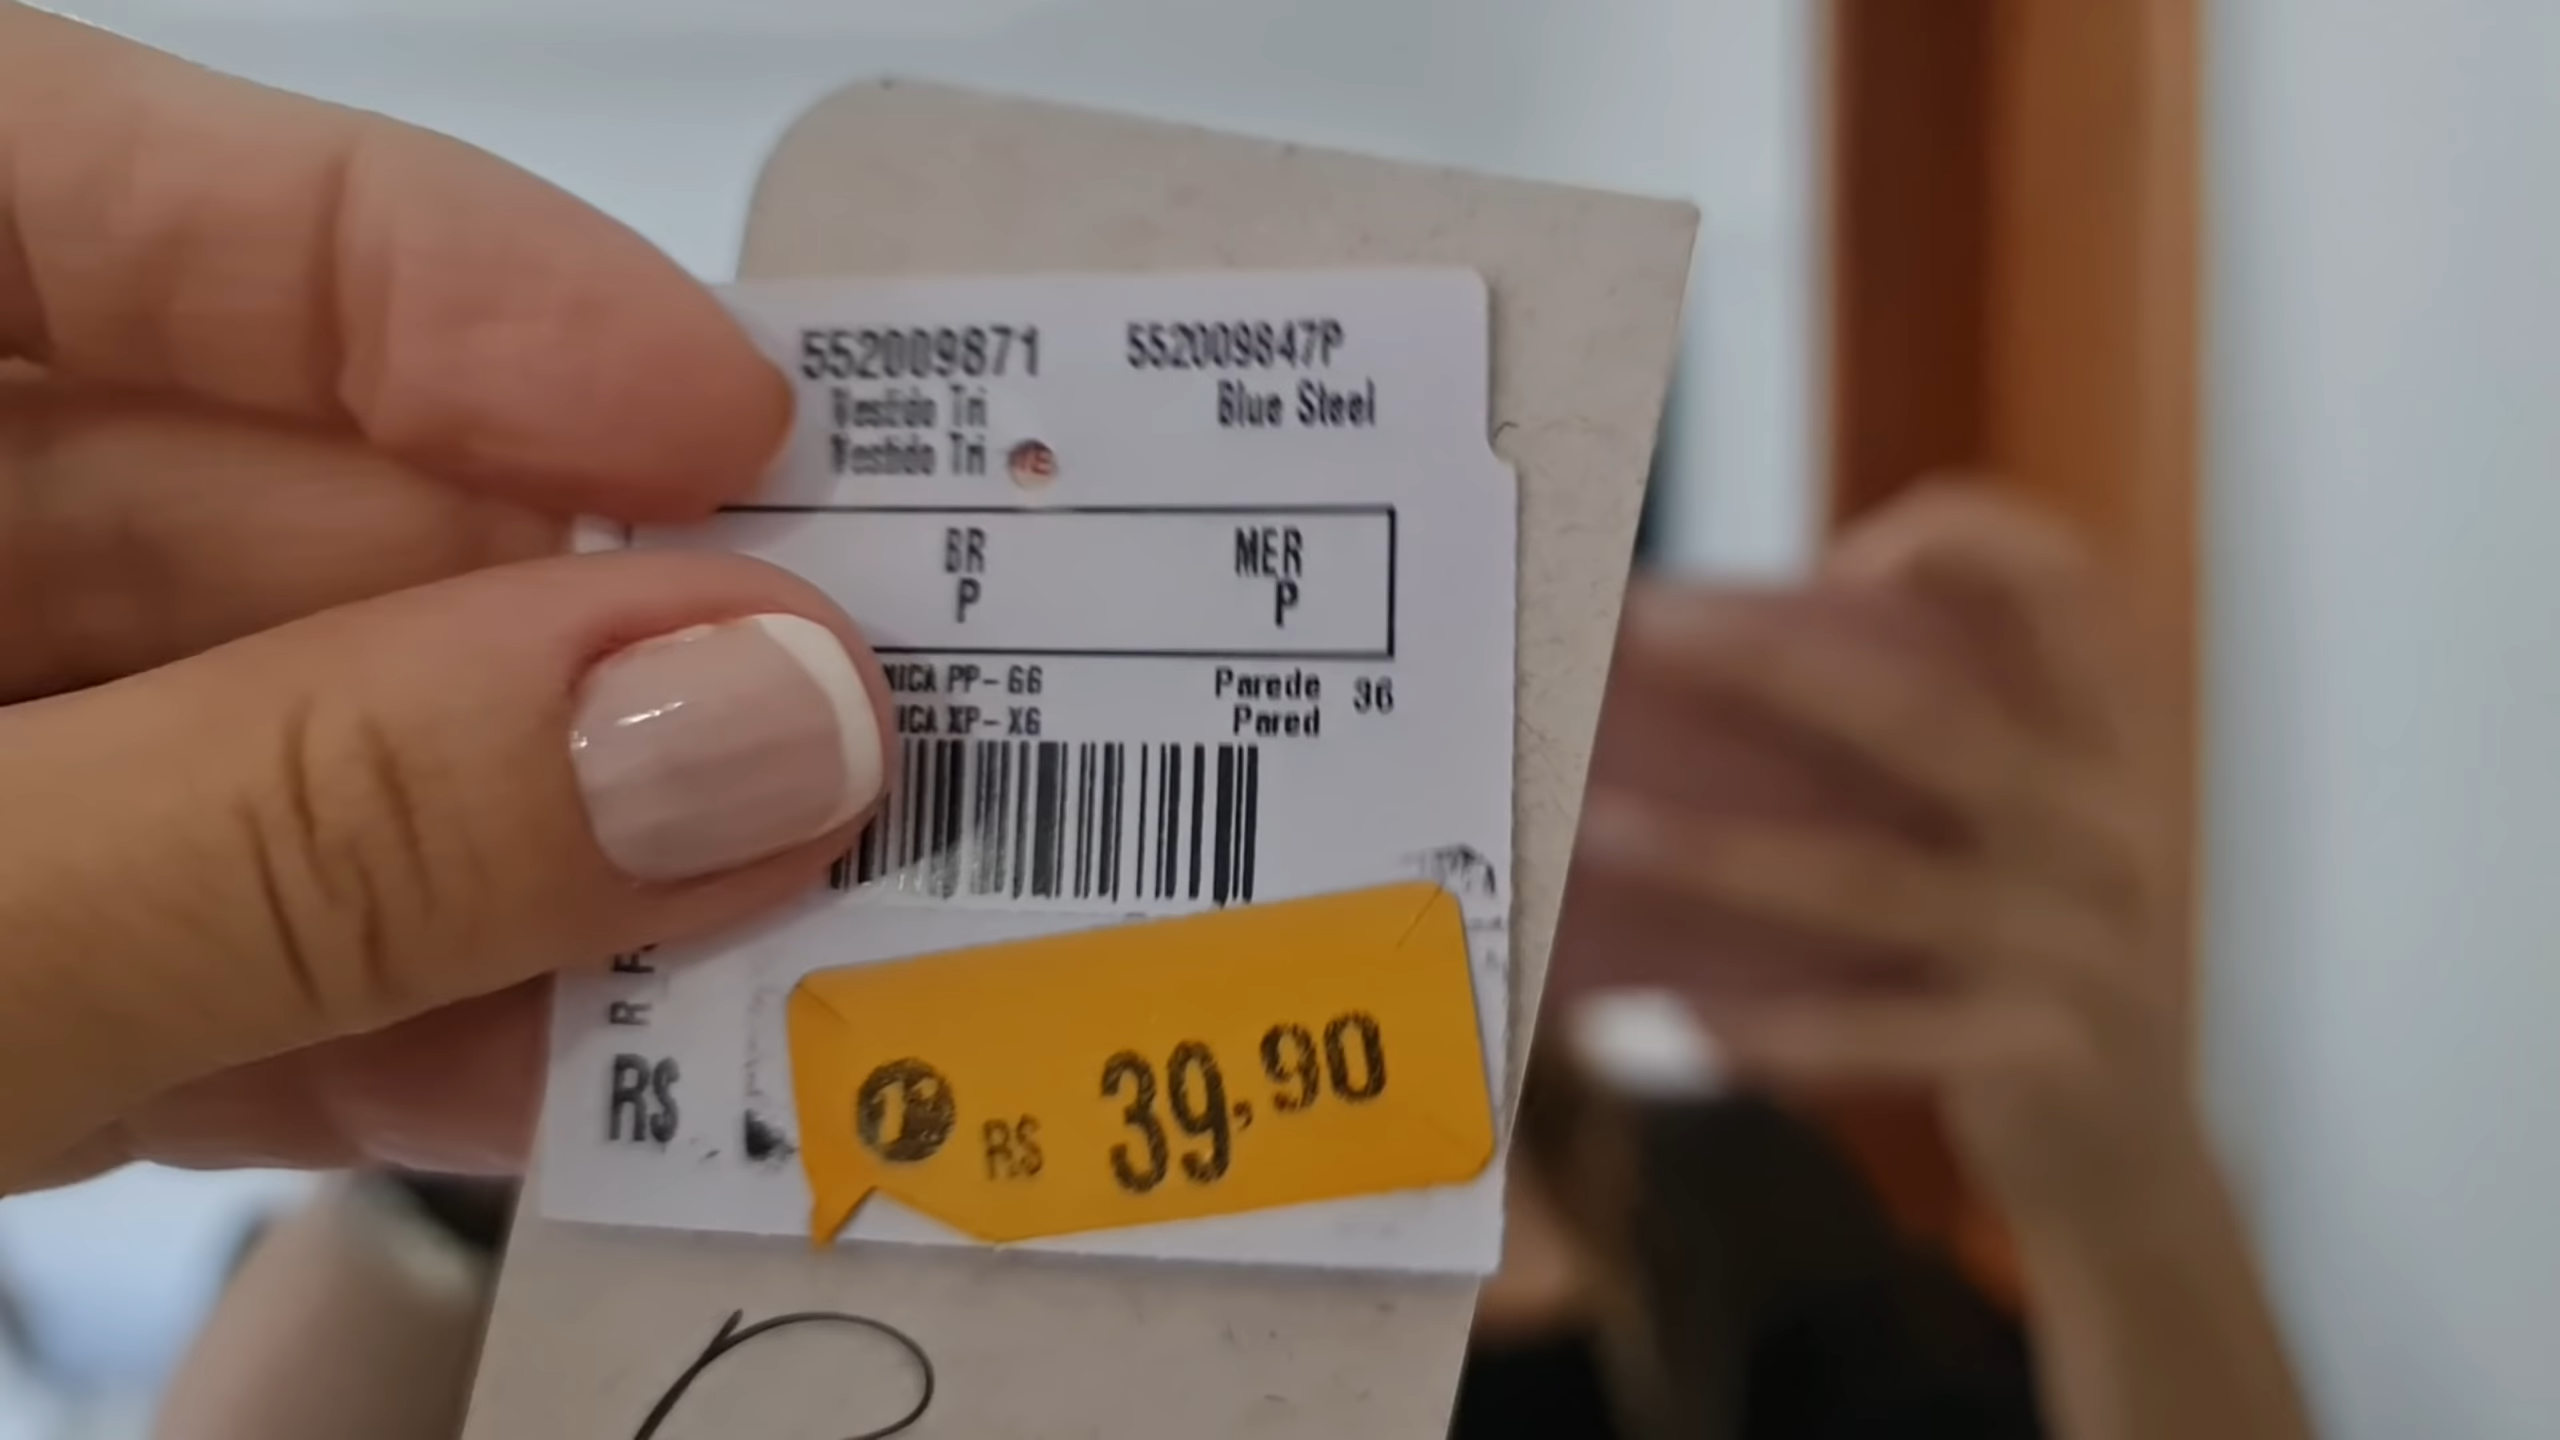 552009871 552009847P
Vestido Tri Blue Steel
Vestido Tri
BR MER
P P
PP-GG Parede 36
XP-XG Pared
R
R$
R$ 39,90